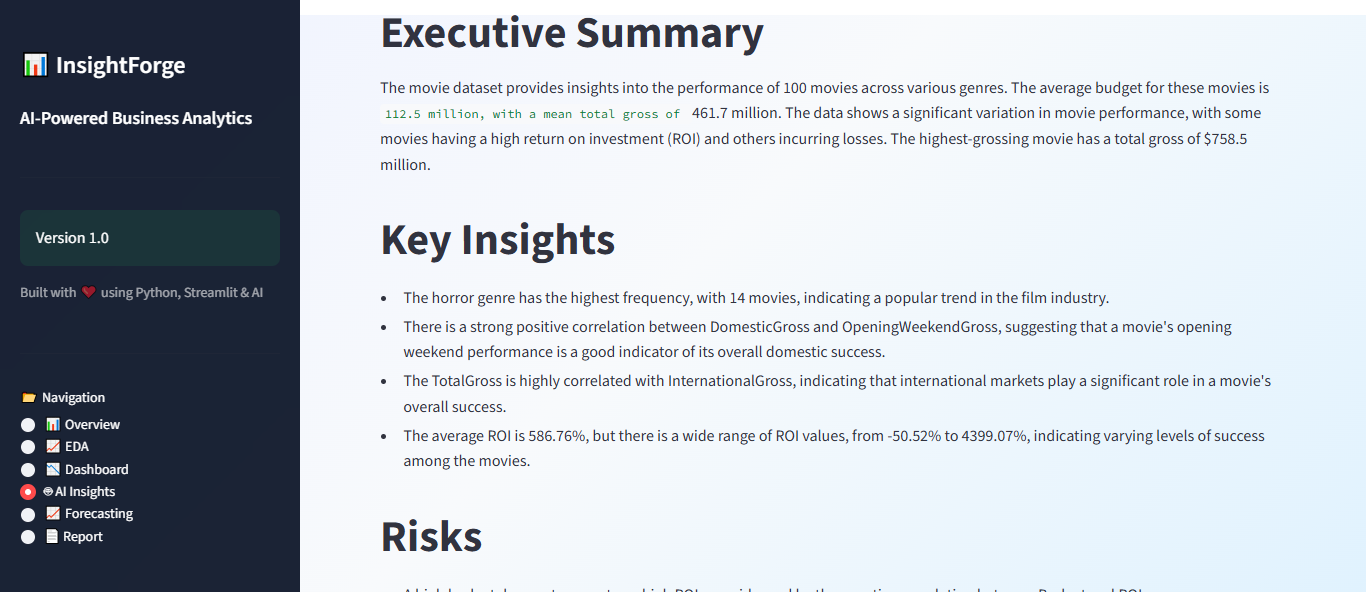 InsightForge
AI-Powered Business Analytics
Version 1.0
Built with ❤️ using Python, Streamlit & AI
Navigation
Overview
EDA
Dashboard
AI Insights
Forecasting
Report
Executive Summary
The movie dataset provides insights into the performance of 100 movies across various genres. The average budget for these movies is
112.5 million, with a mean total gross of 461.7 million. The data shows a significant variation in movie performance, with some
movies having a high return on investment (ROI) and others incurring losses. The highest-grossing movie has a total gross of $758.5
million.
Key Insights
• The horror genre has the highest frequency, with 14 movies, indicating a popular trend in the film industry.
• There is a strong positive correlation between DomesticGross and OpeningWeekendGross, suggesting that a movie's opening
weekend performance is a good indicator of its overall domestic success.
• The TotalGross is highly correlated with InternationalGross, indicating that international markets play a significant role in a movie's
overall success.
• The average ROI is 586.76%, but there is a wide range of ROI values, from -50.52% to 4399.07%, indicating varying levels of success
among the movies.
Risks